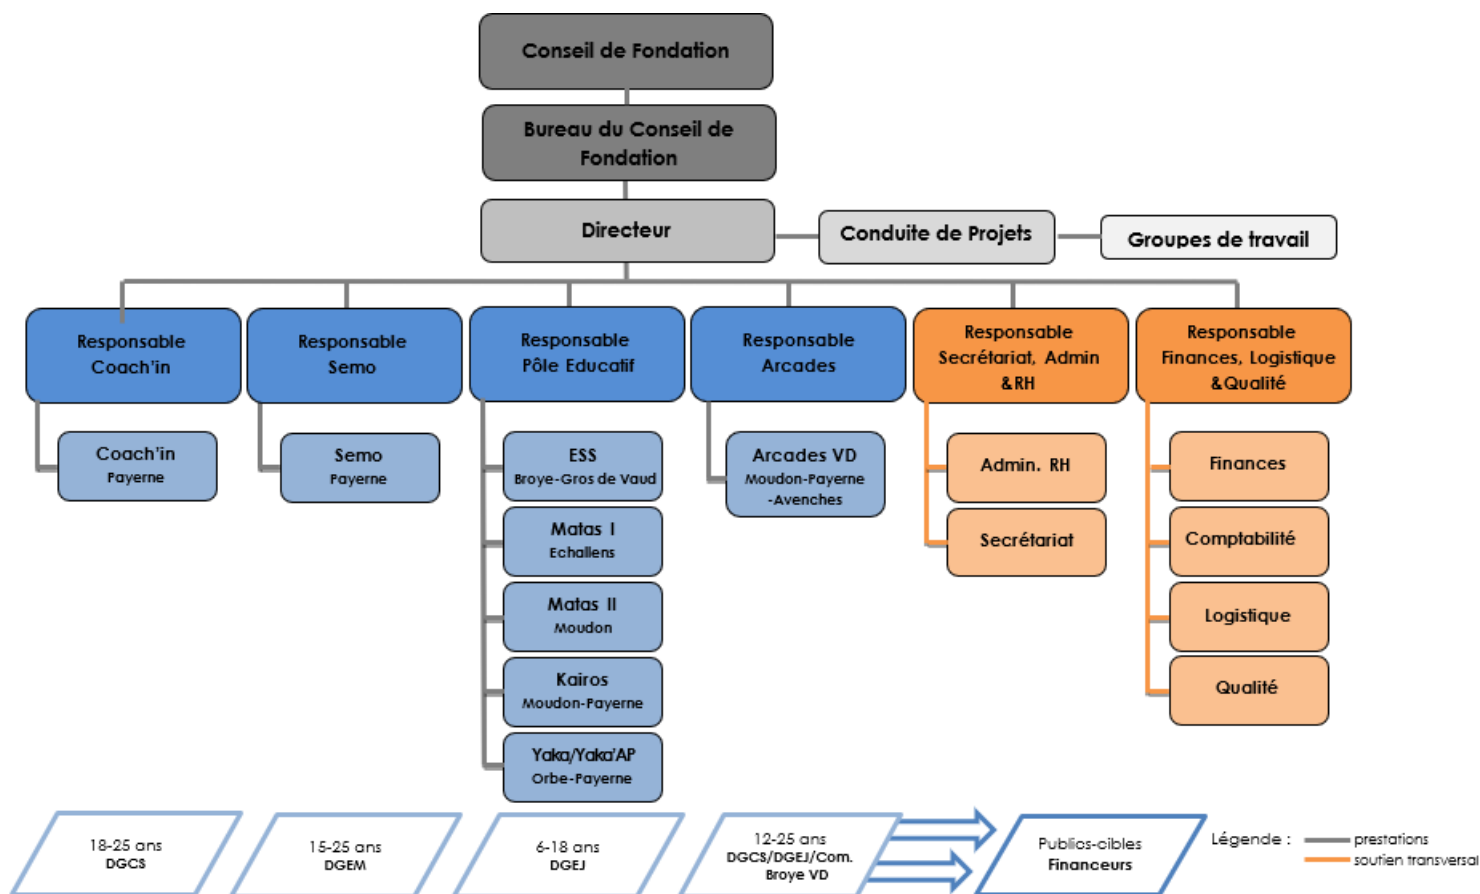 Conseil de Fondation
Bureau du Conseil de
Fondation
Directeur
Conduite de Projets
Groupes de travail
Responsable
Coach'in
Responsable
Semo
Responsable
Pôle Educatif
Responsable
Arcades
Responsable
Secrétariat, Admin
&RH
Responsable
Finances, Logistique
&Qualité
Coach'in
Payerne
Semo
Payerne
ESS
Broye-Gros de Vaud
Matas I
Echallens
Matas II
Moudon
Kairos
Moudon-Payerne
Yaka/Yaka'AP
Orbe-Payerne
Arcades VD
Moudon-Payerne
-Avenches
Admin. RH
Secrétariat
Finances
Comptabilité
Logistique
Qualité
18-25 ans
DGCS
15-25 ans
DGEM
6-18 ans
DGEJ
12-25 ans
DGCS/DGEJ/Com.
Broye VD
Publics-cibles
Financeurs
Légende :
prestations
soutien transversal